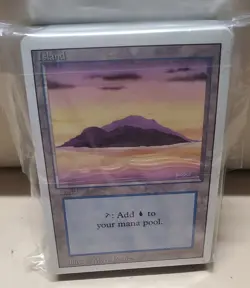 Island
: Add to
your mana pool.